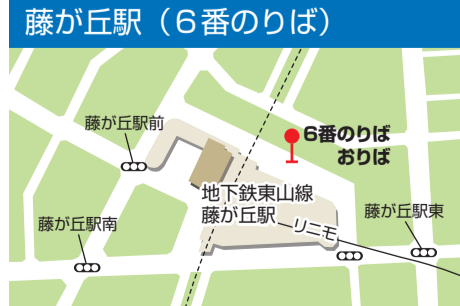 藤が丘駅（６番のりば）
藤が丘駅前
6番のりば
おりば
地下鉄東山線
藤が丘駅
藤が丘駅南
リニモ
藤が丘駅東